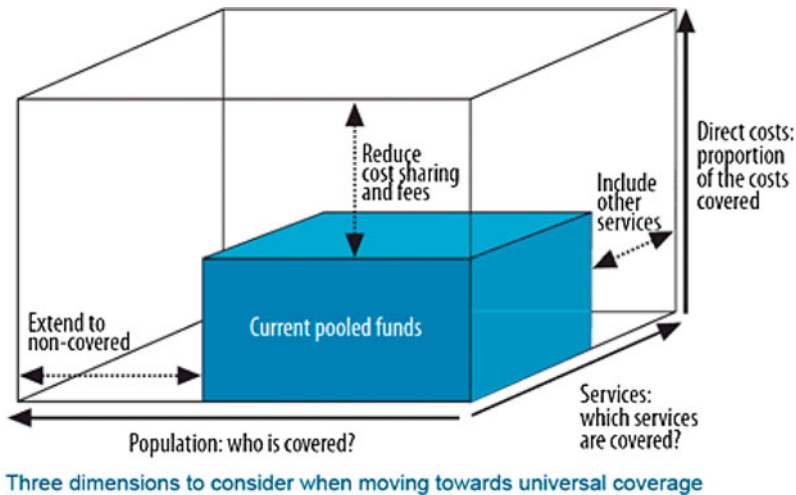 Reduce
cost sharing
and fees
Include
other
services
Direct costs:
proportion
of the costs
covered
Extend to
non-covered
Current pooled funds
Population: who is covered?
Services:
which services
are covered?
Three dimensions to consider when moving towards universal coverage